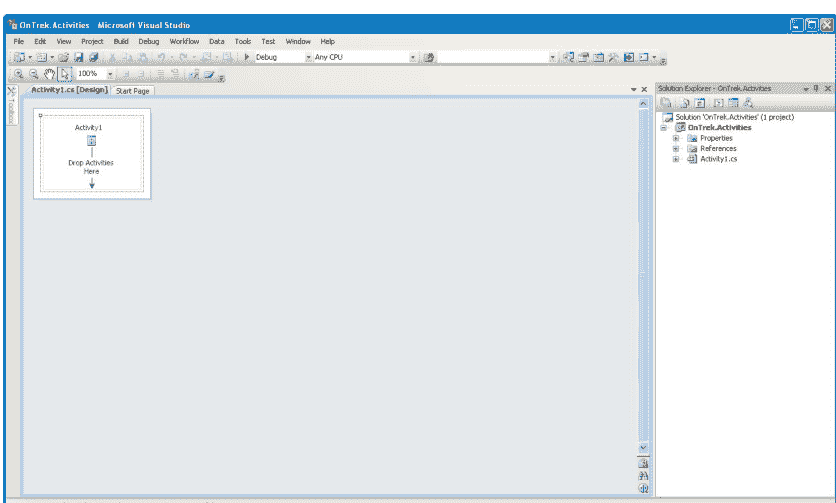 OnTrek.Activities - Microsoft Visual Studio
File Edit View Project Build Debug Workflow Data Tools Test Window Help
Debug Any CPU
100%
Activity1.cs [Design] Start Page
Solution Explorer - OnTrek.Activities
Toolbox
Solution 'OnTrek.Activities' (1 project)
OnTrek.Activities
Properties
References
Activity1.cs
Activity1
Drop Activities
Here